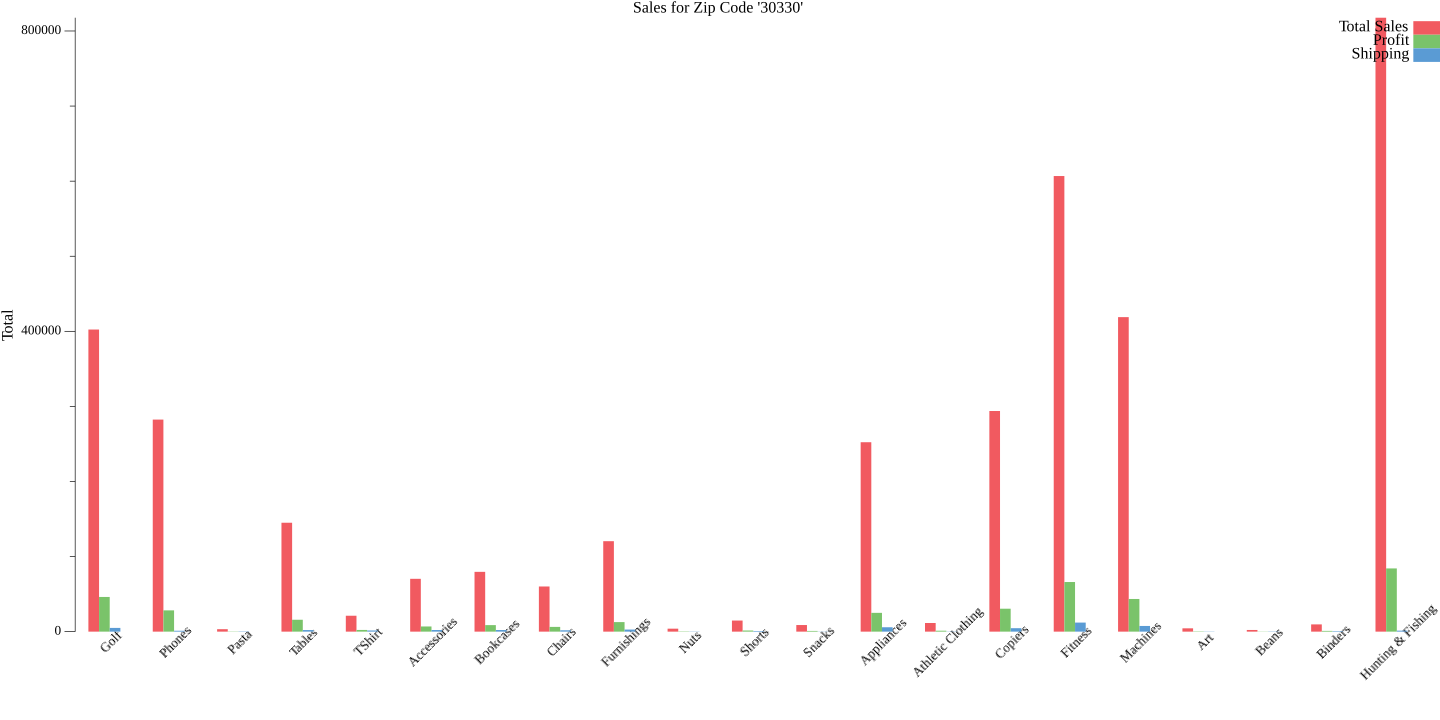 Sales for Zip Code '30330'
Total Sales
Profit
Shipping
800000
400000
0
Total
Golf
Phones
Pasta
Tables
TShirt
Accessories
Bookcases
Chairs
Furnishings
Nuts
Shorts
Snacks
Appliances
Athletic Clothing
Copiers
Fitness
Machines
Art
Beans
Binders
Hunting & Fishing